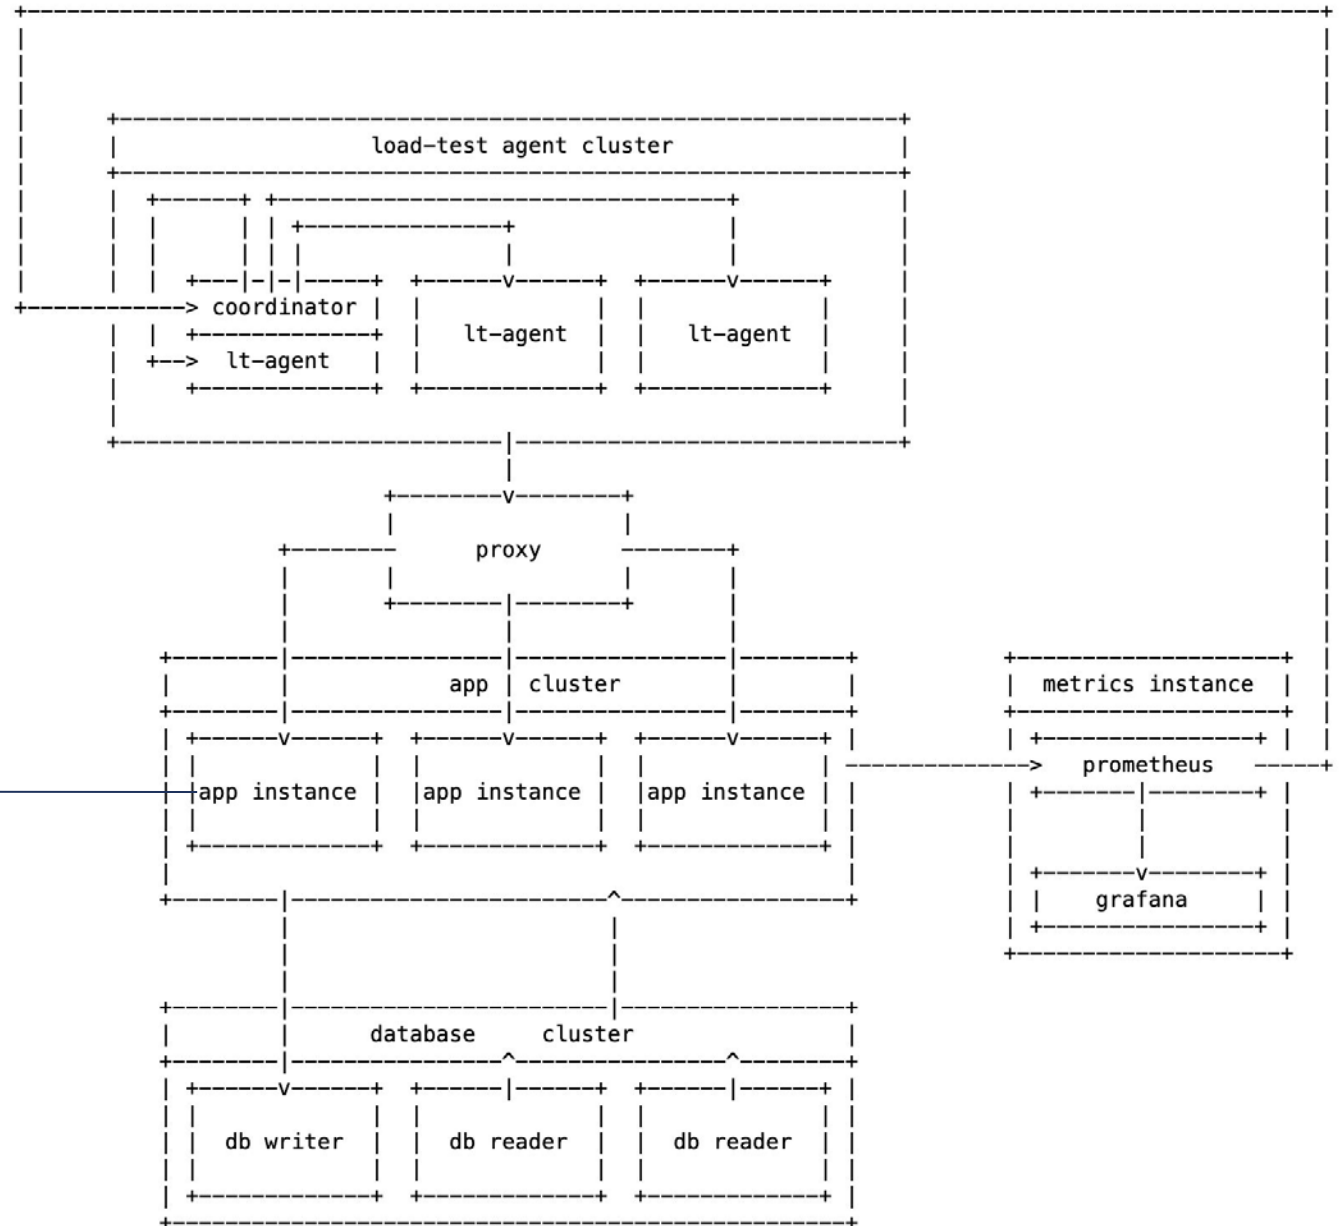 load-test agent cluster
coordinator
lt-agent
lt-agent
lt-agent
proxy
app cluster
app instance
app instance
app instance
metrics instance
prometheus
grafana
database cluster
db writer
db reader
db reader